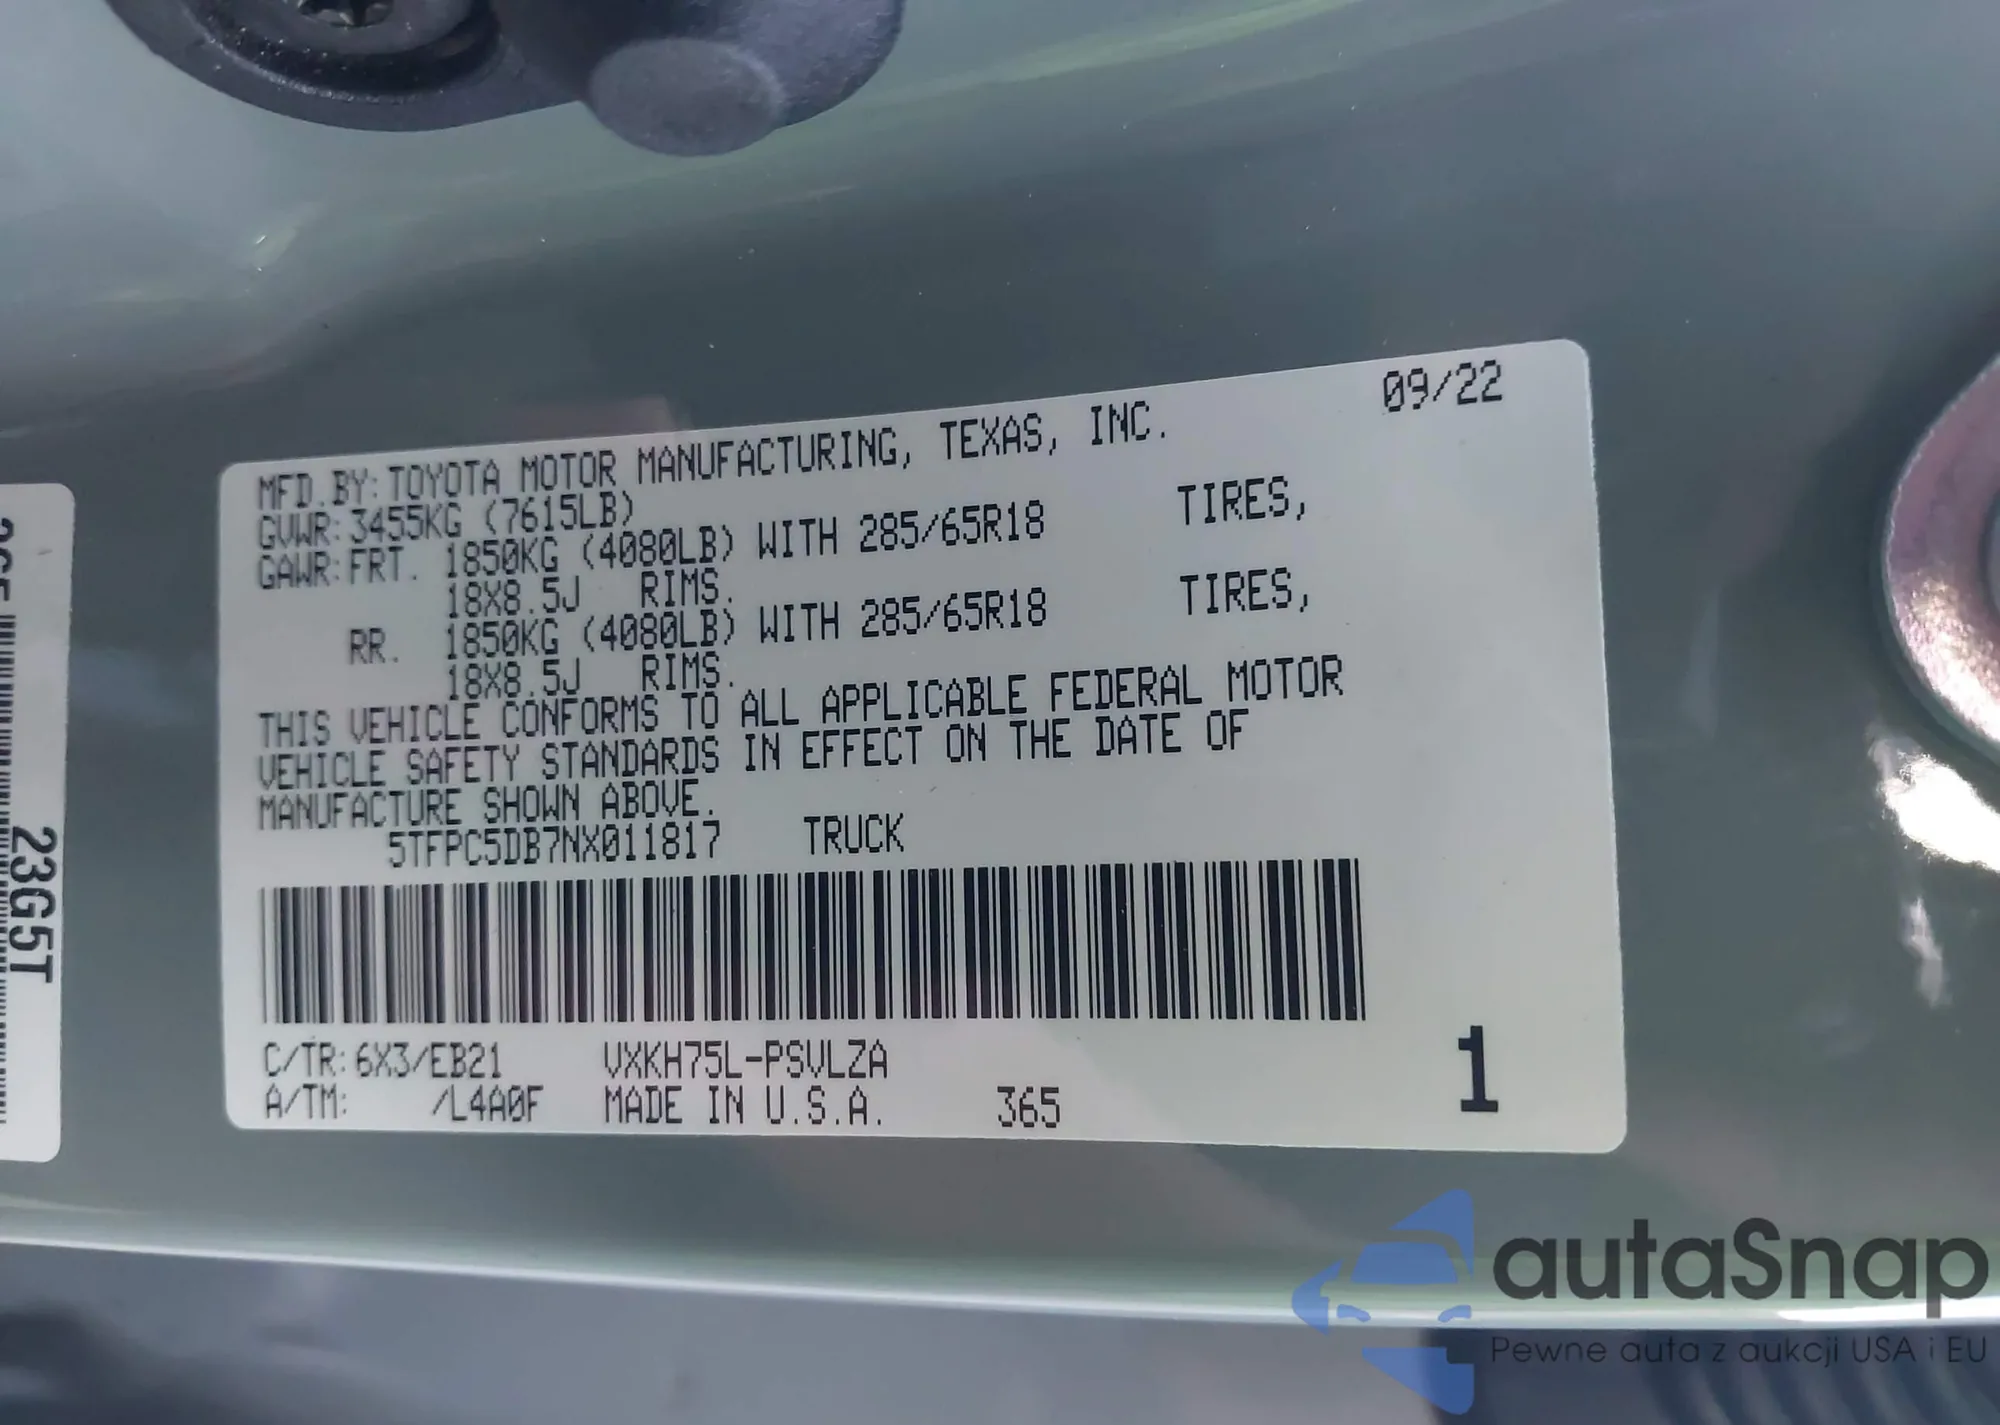 09/22
MFD.BY:TOYOTA MOTOR MANUFACTURING, TEXAS, INC.
GVWR:3455KG (7615LB)
GAWR:FRT. 1850KG (4080LB) WITH 285/65R18 TIRES,
18X8.5J RIMS.
RR. 1850KG (4080LB) WITH 285/65R18 TIRES,
18X8.5J RIMS.
THIS VEHICLE CONFORMS TO ALL APPLICABLE FEDERAL MOTOR
VEHICLE SAFETY STANDARDS IN EFFECT ON THE DATE OF
MANUFACTURE SHOWN ABOVE.
5TFPC5DB7NX011817 TRUCK
C/TR:6X3/EB21 VXKH75L-PSVLZA
A/TM: /L4A0F MADE IN U.S.A. 365
1
23G5T
autaSnap
Pewne auta z aukcji USA i EU